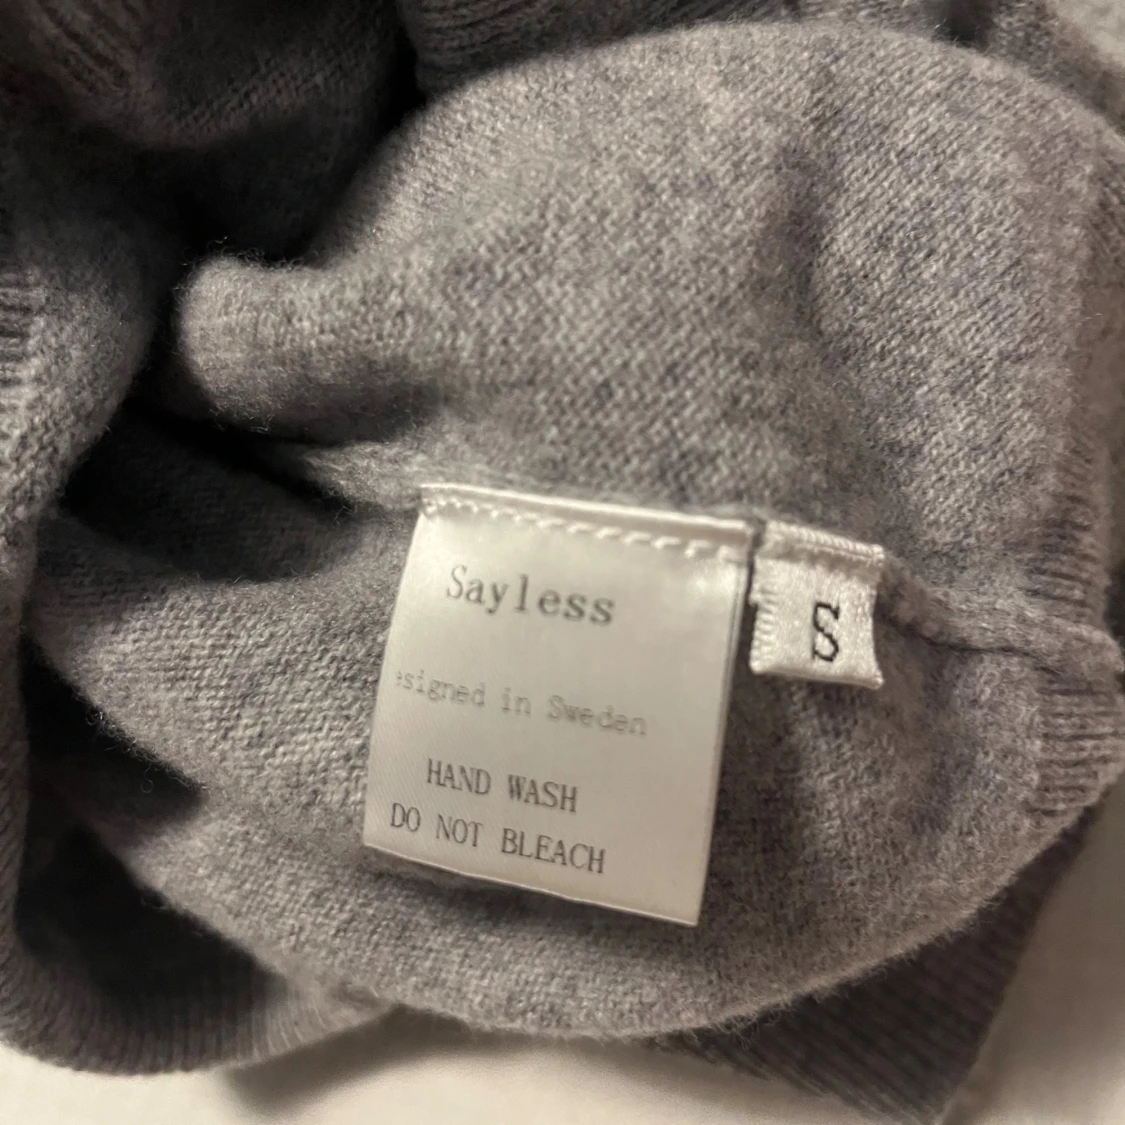 Sayless
esigned in Sweden
HAND WASH
DO NOT BLEACH
S